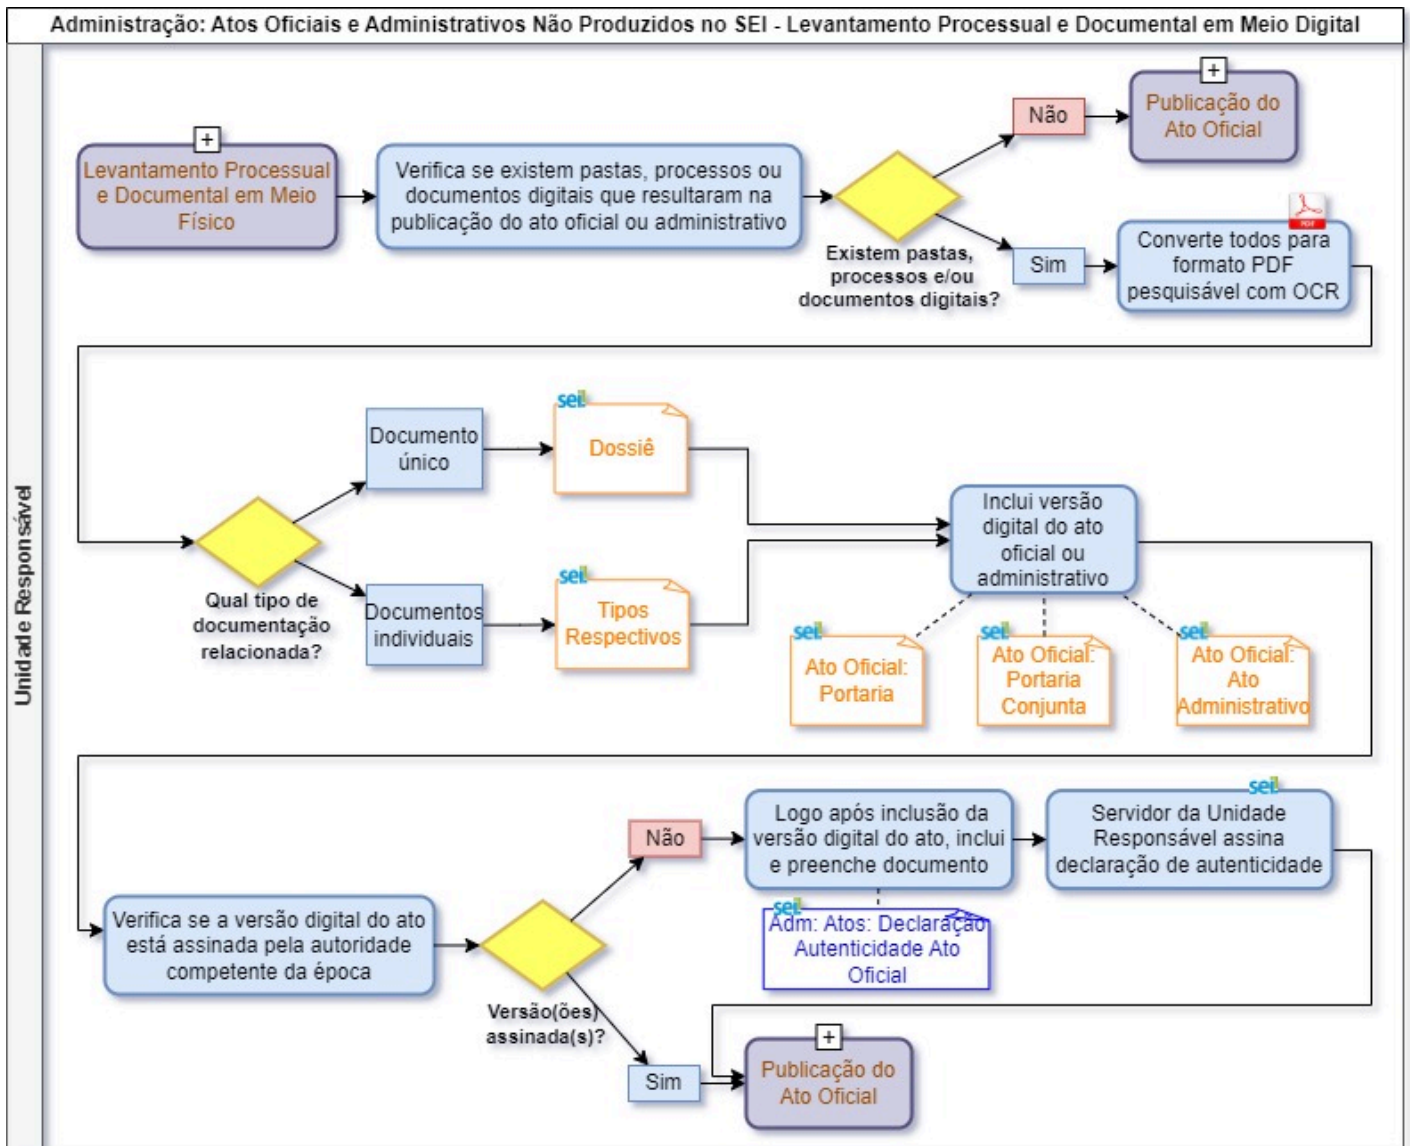 Administração: Atos Oficiais e Administrativos Não Produzidos no SEI - Levantamento Processual e Documental em Meio Digital
Unidade Responsável
+
Levantamento Processual
e Documental em Meio
Físico
Verifica se existem pastas, processos ou
documentos digitais que resultaram na
publicação do ato oficial ou administrativo
Existem pastas,
processos e/ou
documentos digitais?
Não
+
Publicação do
Ato Oficial
Sim
PDF
Converte todos para
formato PDF
pesquisável com OCR
Qual tipo de
documentação
relacionada?
Documento
único
sei!
Dossiê
Documentos
individuais
sei!
Tipos
Respectivos
Inclui versão
digital do ato
oficial ou
administrativo
sei!
Ato Oficial:
Portaria
sei!
Ato Oficial:
Portaria
Conjunta
sei!
Ato Oficial:
Ato
Administrativo
Verifica se a versão digital do ato
está assinada pela autoridade
competente da época
Versão(ões)
assinada(s)?
Não
Logo após inclusão da
versão digital do ato, inclui
e preenche documento
sei!
Adm: Atos: Declaração
Autenticidade Ato
Oficial
sei!
Servidor da Unidade
Responsável assina
declaração de autenticidade
Sim
+
Publicação do
Ato Oficial